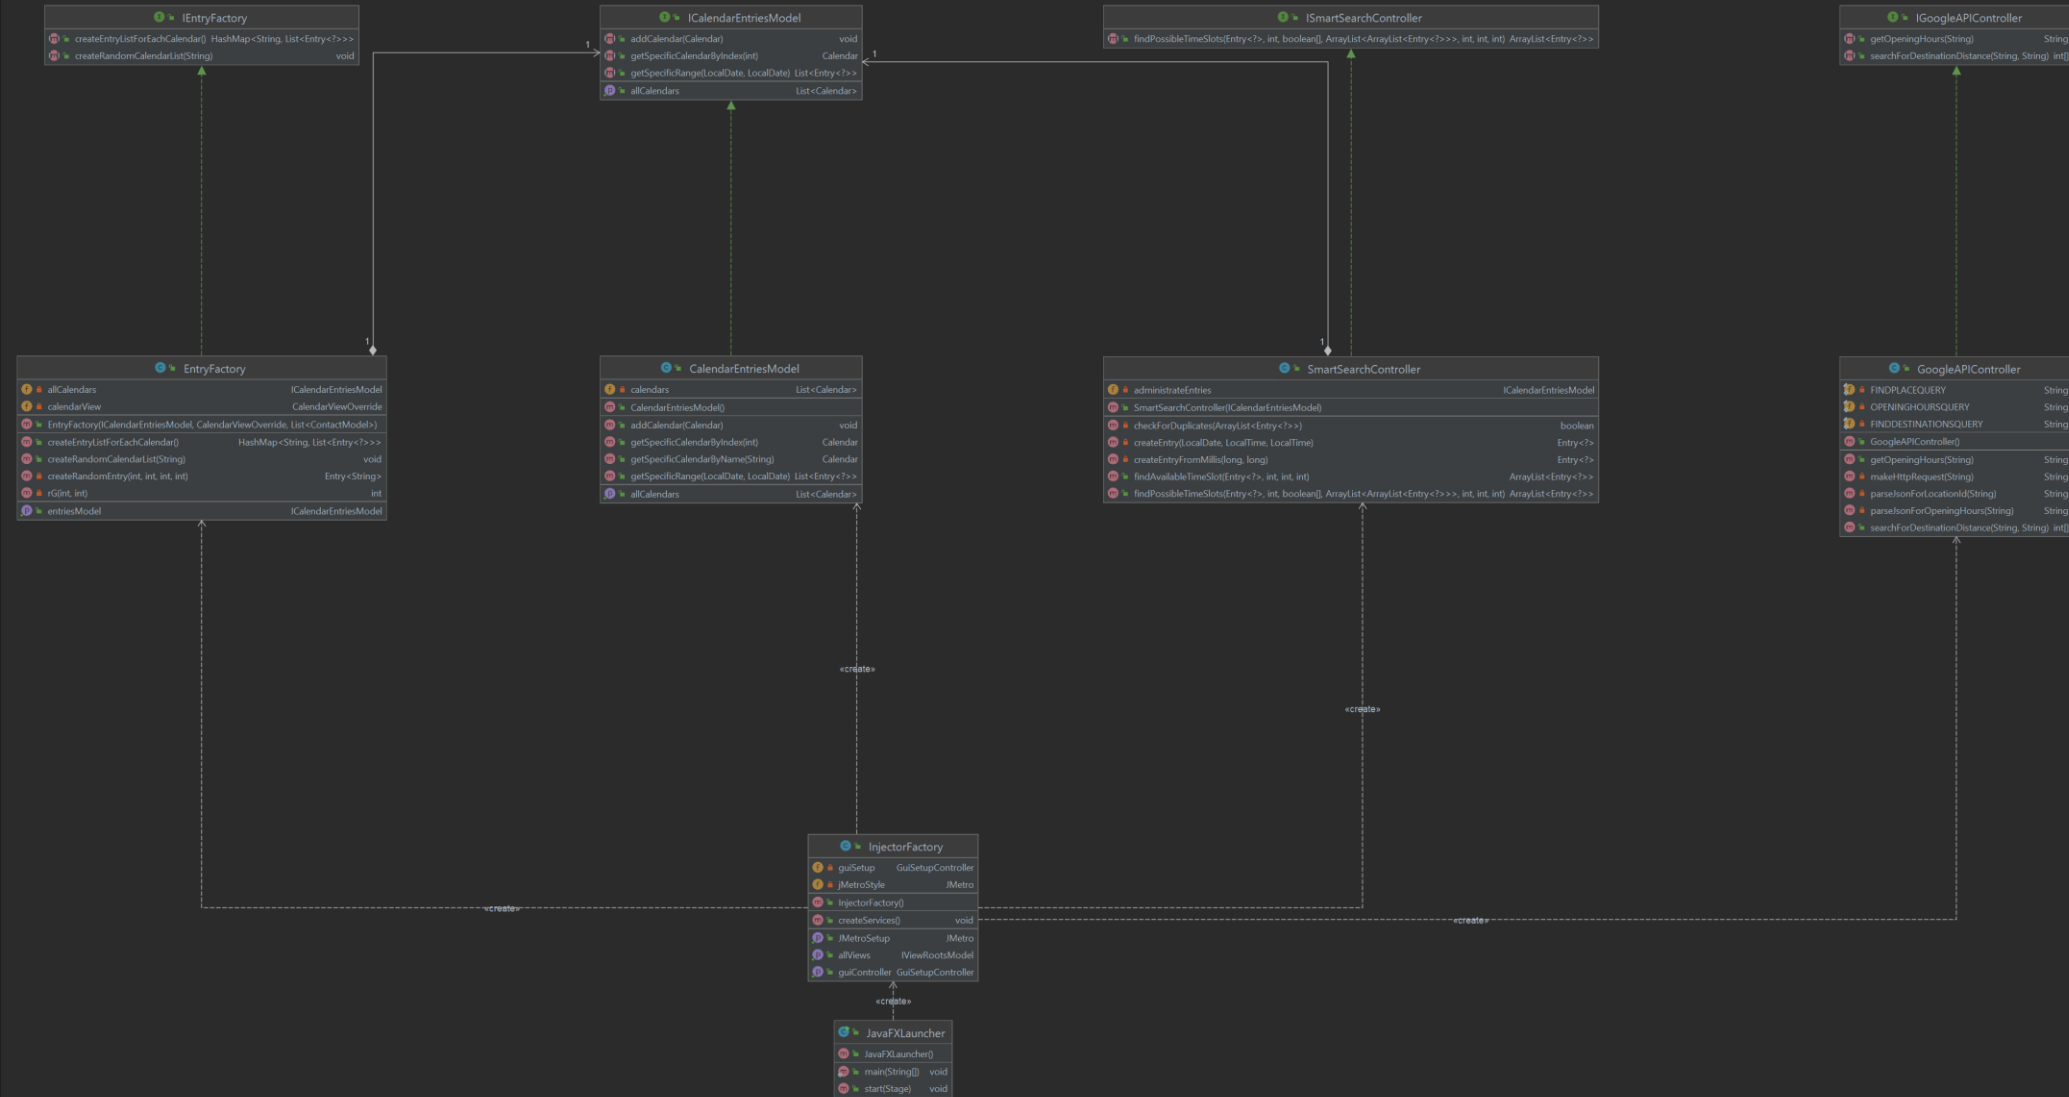 IEntryFactory
createEntryListForEachCalendar() HashMap<String, List<Entry<?>>>
createRandomCalendarList(String) void
ICalendarEntriesModel
addCalendar(Calendar) void
getSpecificCalendarByIndex(int) Calendar
getSpecificRange(LocalDate, LocalDate) List<Entry<?>>
allCalendars List<Calendar>
ISmartSearchController
findPossibleTimeSlots(Entry<?>, int, boolean[], ArrayList<ArrayList<Entry<?>>>, int, int, int) ArrayList<Entry<?>>
IGoogleAPIController
getOpeningHours(String) String
searchForDestinationDistance(String, String) int[]
1
1
1
1
EntryFactory
allCalendars ICalendarEntriesModel
calendarView CalendarViewOverride
EntryFactory(ICalendarEntriesModel, CalendarViewOverride, List<ContactModel>)
createEntryListForEachCalendar() HashMap<String, List<Entry<?>>>
createRandomCalendarList(String) void
createRandomEntry(int, int, int, int) Entry<String>
rG(int, int) int
entriesModel ICalendarEntriesModel
CalendarEntriesModel
calendars List<Calendar>
CalendarEntriesModel()
addCalendar(Calendar) void
getSpecificCalendarByIndex(int) Calendar
getSpecificCalendarByName(String) Calendar
getSpecificRange(LocalDate, LocalDate) List<Entry<?>>
allCalendars List<Calendar>
SmartSearchController
administrateEntries ICalendarEntriesModel
SmartSearchController(ICalendarEntriesModel)
checkForDuplicates(ArrayList<Entry<?>>) boolean
createEntry(LocalDate, LocalTime, LocalTime) Entry<?>
createEntryFromMillis(long, long) Entry<?>
findAvailableTimeSlot(Entry<?>, int, int, int) ArrayList<Entry<?>>
findPossibleTimeSlots(Entry<?>, int, boolean[], ArrayList<ArrayList<Entry<?>>>, int, int, int) ArrayList<Entry<?>>
GoogleAPIController
FINDPLACEQUERY String
OPENINGHOURSQUERY String
FINDDESTINATIONSQUERY String
GoogleAPIController()
getOpeningHours(String) String
makeHttpRequest(String) String
parseJsonForLocationId(String) String
parseJsonForOpeningHours(String) String
searchForDestinationDistance(String, String) int[]
«create»
«create»
«create»
«create»
InjectorFactory
guiSetup GuiSetupController
jMetroStyle JMetro
InjectorFactory()
createServices() void
JMetroSetup JMetro
allViews IViewRootsModel
guiController GuiSetupController
«create»
JavaFXLauncher
JavaFXLauncher()
main(String[]) void
start(Stage) void